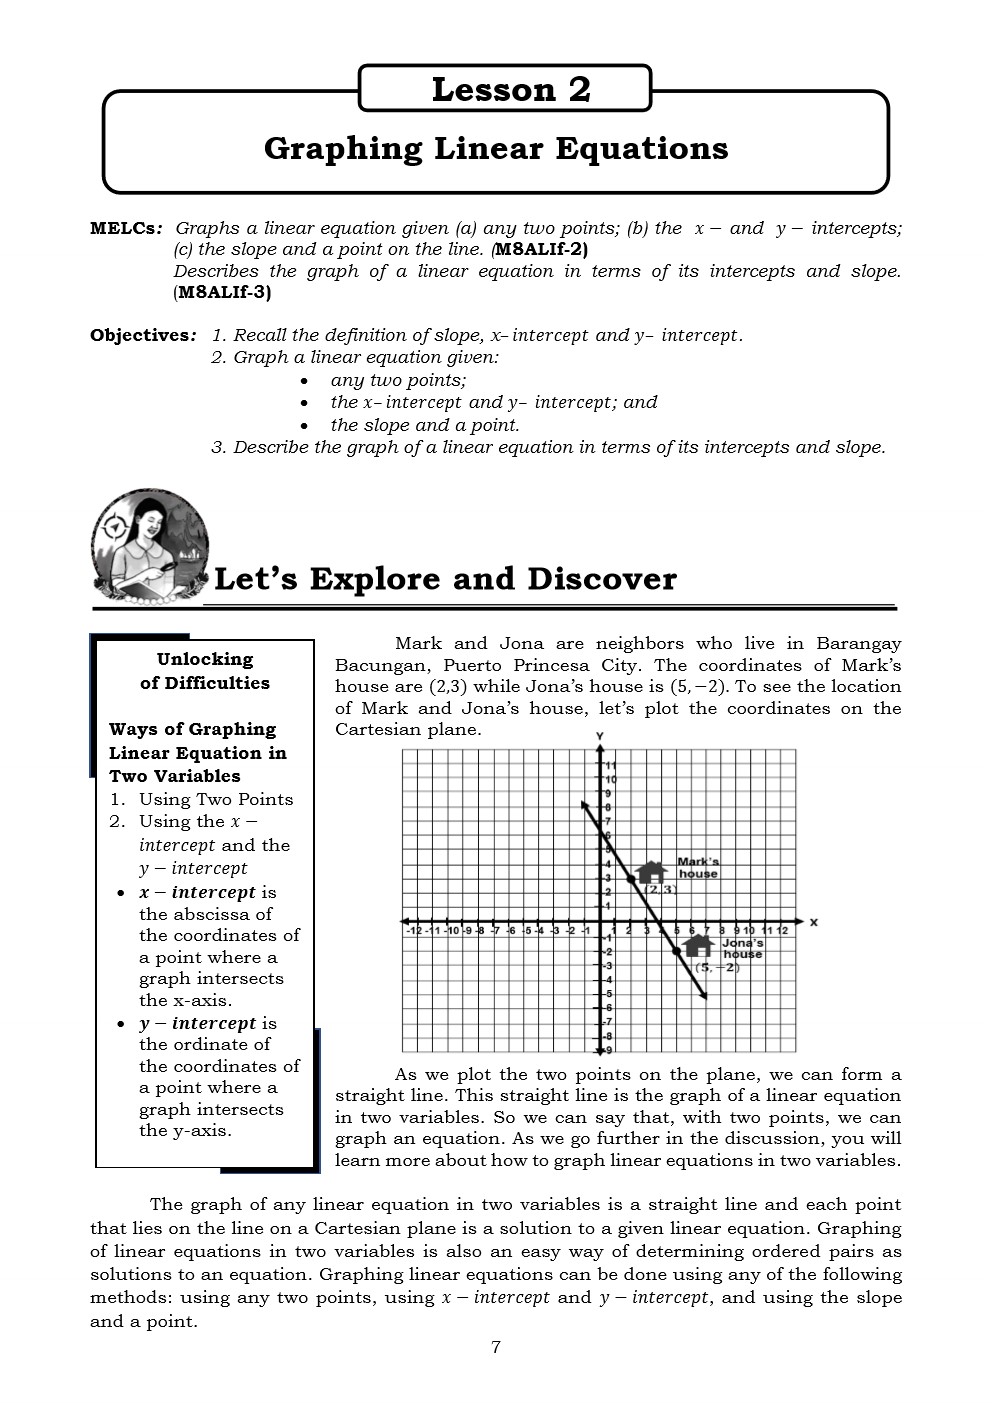 Lesson 2
Graphing Linear Equations
MELCs: Graphs a linear equation given (a) any two points; (b) the x − and y − intercepts;
(c) the slope and a point on the line. (M8ALIf-2)
Describes the graph of a linear equation in terms of its intercepts and slope.
(M8ALIf-3)
Objectives: 1. Recall the definition of slope, x– intercept and y– intercept.
2. Graph a linear equation given:
• any two points;
• the x– intercept and y– intercept; and
• the slope and a point.
3. Describe the graph of a linear equation in terms of its intercepts and slope.
Let's Explore and Discover
Unlocking
of Difficulties
Ways of Graphing
Linear Equation in
Two Variables
1. Using Two Points
2. Using the x −
intercept and the
y − intercept
• x − intercept is
the abscissa of
the coordinates of
a point where a
graph intersects
the x-axis.
• y − intercept is
the ordinate of
the coordinates of
a point where a
graph intersects
the y-axis.
Mark and Jona are neighbors who live in Barangay
Bacungan, Puerto Princesa City. The coordinates of Mark's
house are (2,3) while Jona's house is (5, −2). To see the location
of Mark and Jona's house, let's plot the coordinates on the
Cartesian plane.
Y
11
10
9
8
7
6
5
4
3
2
1
Mark's
house
(2,3)
X
-12 -11 -10 -9 -8 -7 -6 -5 -4 -3 -2 -1 1 2 3 4 5 6 7 8 9 10 11 12
-1
-2
-3
-4
-5
-6
-7
-8
-9
Jona's
house
(5, −2)
As we plot the two points on the plane, we can form a
straight line. This straight line is the graph of a linear equation
in two variables. So we can say that, with two points, we can
graph an equation. As we go further in the discussion, you will
learn more about how to graph linear equations in two variables.
The graph of any linear equation in two variables is a straight line and each point
that lies on the line on a Cartesian plane is a solution to a given linear equation. Graphing
of linear equations in two variables is also an easy way of determining ordered pairs as
solutions to an equation. Graphing linear equations can be done using any of the following
methods: using any two points, using x − intercept and y − intercept, and using the slope
and a point.
7